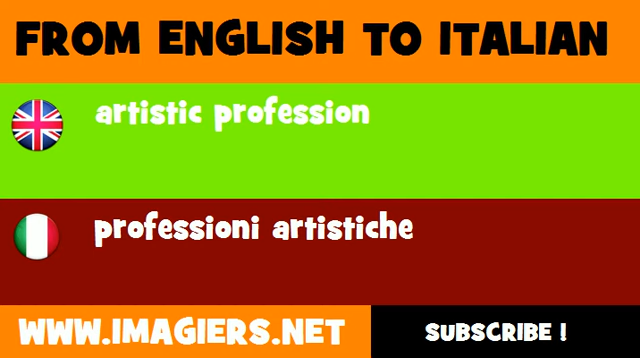 FROM ENGLISH TO ITALIAN
artistic profession
professioni artistiche
WWW.IMAGIERS.NET
SUBSCRIBE !